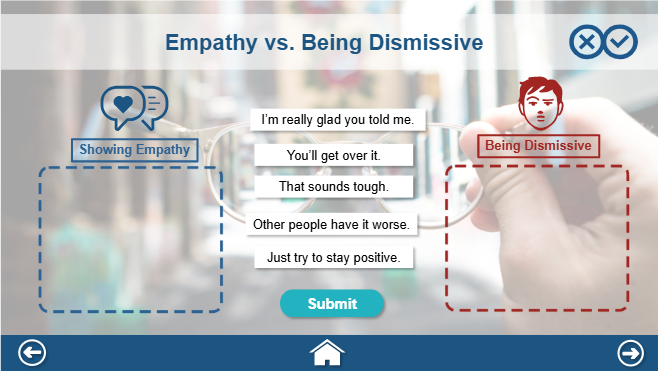 Empathy vs. Being Dismissive
Showing Empathy
I'm really glad you told me.
You'll get over it.
That sounds tough.
Other people have it worse.
Just try to stay positive.
Being Dismissive
Submit